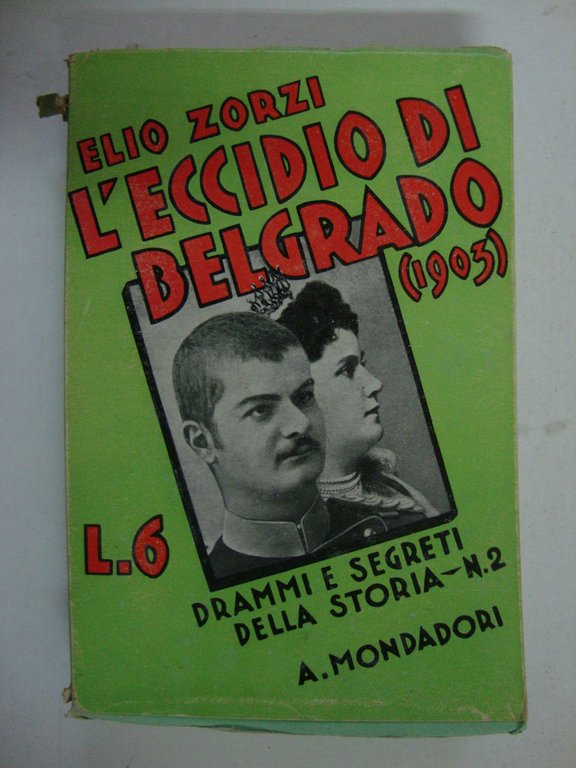 ELIO ZORZI
L'ECCIDIO DI
BELGRADO
(1903)
L.6
DRAMMI E SEGRETI
DELLA STORIA-N.2
A.MONDADORI